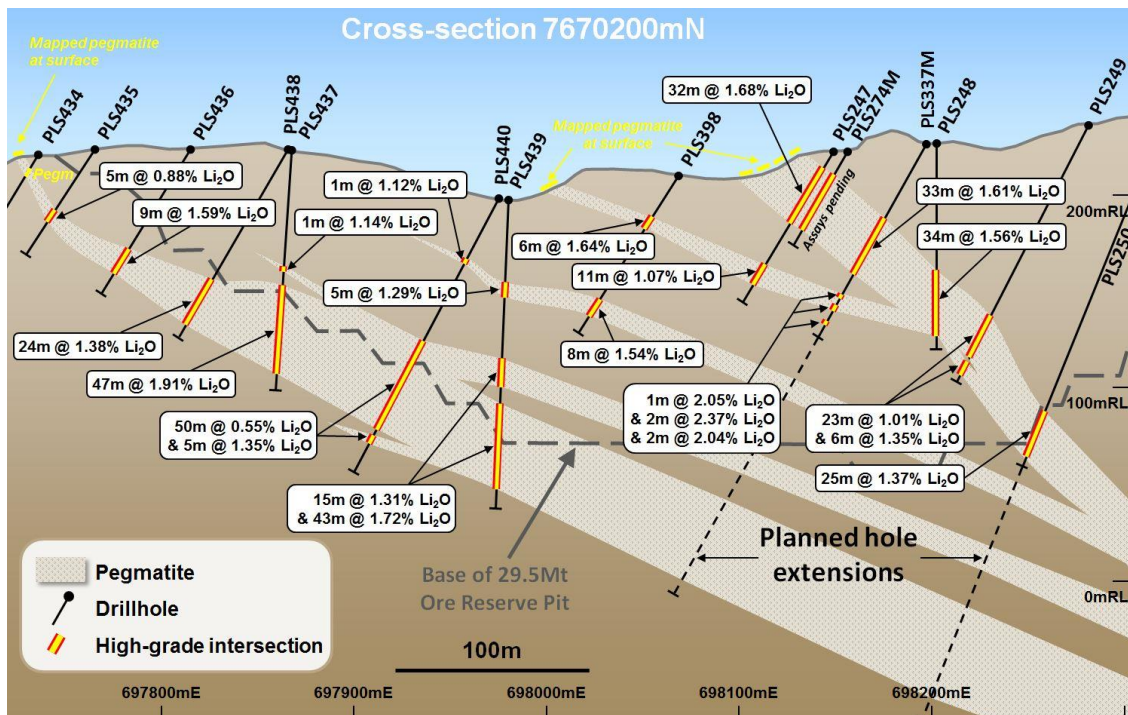 Cross-section 7670200mN
Mapped pegmatite
at surface
PLS434
PLS435
PLS436
PLS438
PLS437
PLS440
PLS439
PLS398
PLS247
PLS274M
PLS337M
PLS248
PLS249
PLS250
32m @ 1.68% Li₂O
Mapped pegmatite
at surface
Pegm
5m @ 0.88% Li₂O
9m @ 1.59% Li₂O
1m @ 1.12% Li₂O
1m @ 1.14% Li₂O
5m @ 1.29% Li₂O
6m @ 1.64% Li₂O
11m @ 1.07% Li₂O
Assays pending
33m @ 1.61% Li₂O
34m @ 1.56% Li₂O
200mRL
24m @ 1.38% Li₂O
47m @ 1.91% Li₂O
8m @ 1.54% Li₂O
50m @ 0.55% Li₂O
& 5m @ 1.35% Li₂O
1m @ 2.05% Li₂O
& 2m @ 2.37% Li₂O
& 2m @ 2.04% Li₂O
100mRL
23m @ 1.01% Li₂O
& 6m @ 1.35% Li₂O
25m @ 1.37% Li₂O
15m @ 1.31% Li₂O
& 43m @ 1.72% Li₂O
Planned hole
extensions
Base of 29.5Mt
Ore Reserve Pit
0mRL
Pegmatite
Drillhole
High-grade intersection
100m
697800mE
697900mE
698000mE
698100mE
698200mE